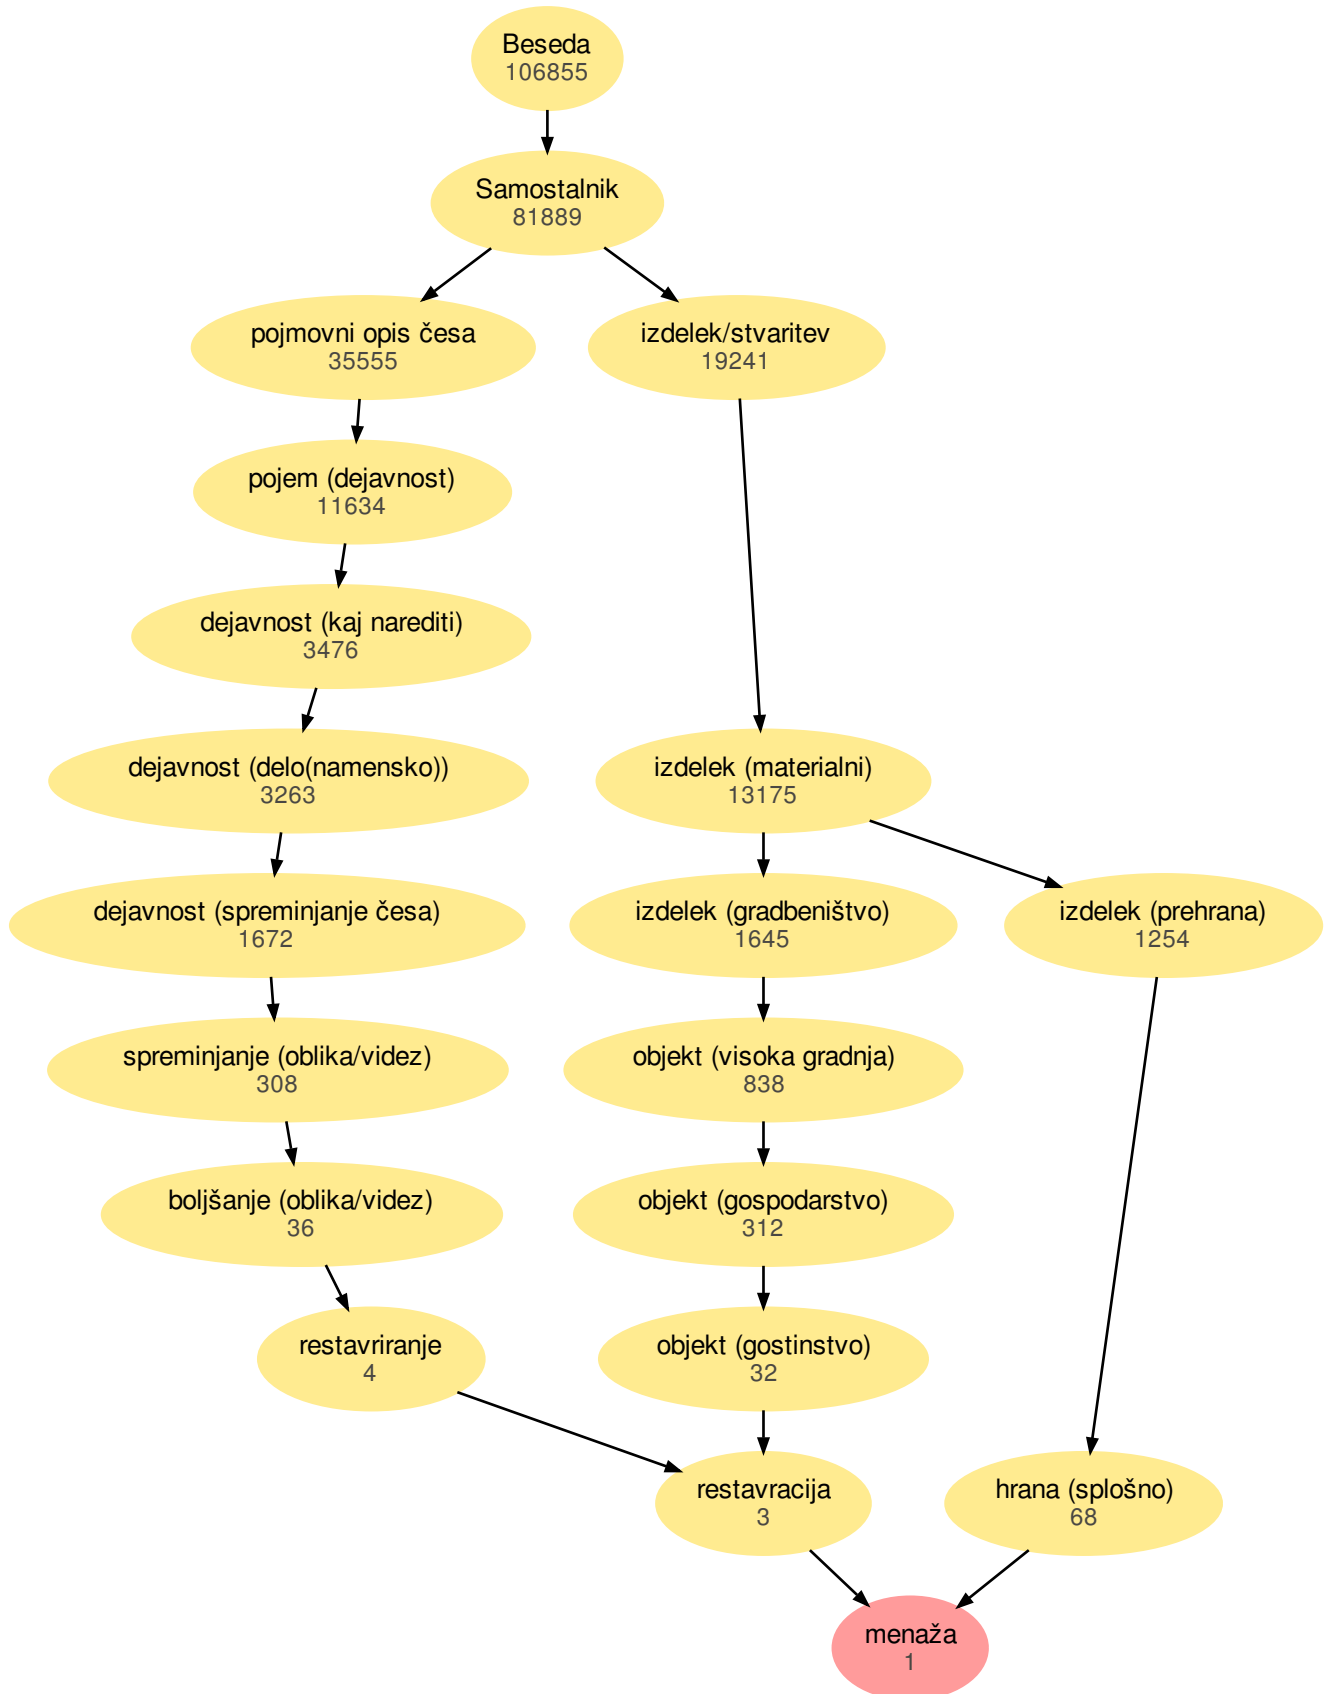 Beseda
106855
Samostalnik
81889
pojmovni opis česa
35555
izdelek/stvaritev
19241
pojem (dejavnost)
11634
dejavnost (kaj narediti)
3476
dejavnost (delo(namensko))
3263
izdelek (materialni)
13175
dejavnost (spreminjanje česa)
1672
izdelek (gradbeništvo)
1645
izdelek (prehrana)
1254
spreminjanje (oblika/videz)
308
objekt (visoka gradnja)
838
boljšanje (oblika/videz)
36
objekt (gospodarstvo)
312
restavriranje
4
objekt (gostinstvo)
32
restavracija
3
hrana (splošno)
68
menaža
1